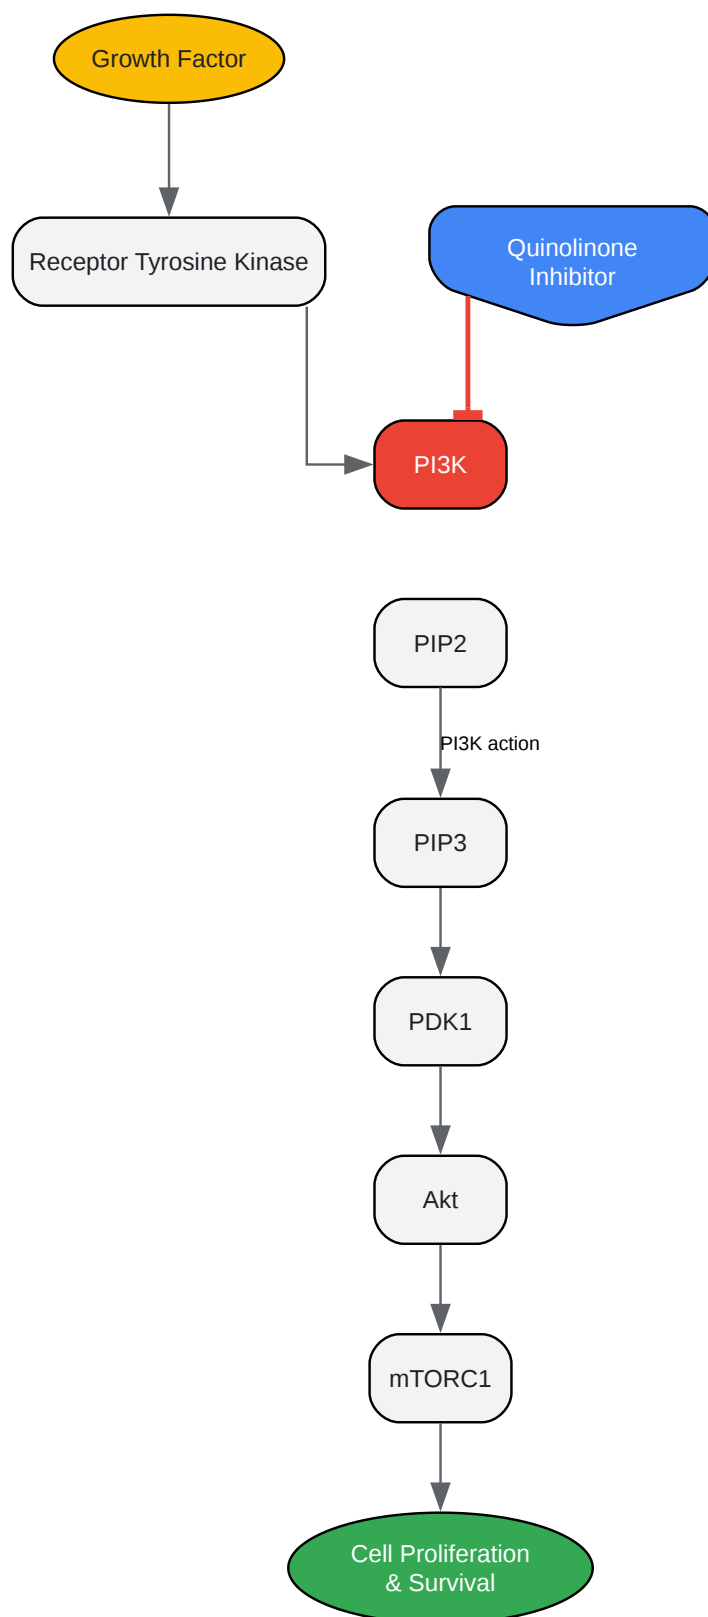 Growth Factor
Receptor Tyrosine Kinase
Quinolinone
Inhibitor
PI3K
PIP2
PI3K action
PIP3
PDK1
Akt
mTORC1
Cell Proliferation
& Survival